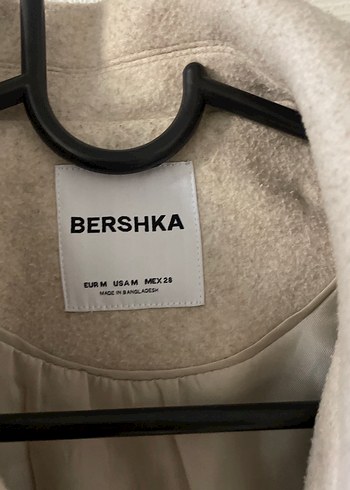 BERSHKA
EUR M USA M MEX 28
MADE IN BANGLADESH